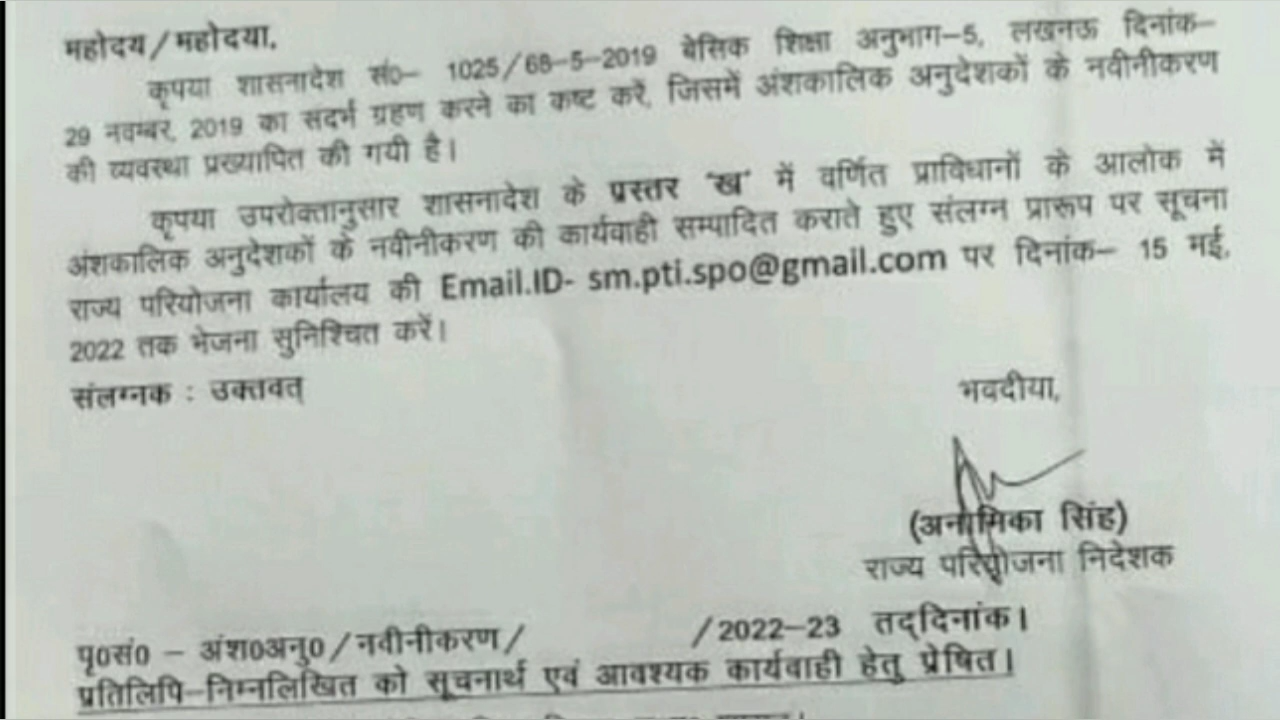 महोदय/महोदया,
कृपया शासनादेश सं0– 1025/68-5-2019 बेसिक शिक्षा अनुभाग–5, लखनऊ दिनांक–
29 नवम्बर, 2019 का सदर्भ ग्रहण करने का कष्ट करें, जिसमें अंशकालिक अनुदेशकों के नवीनीकरण
की व्यवस्था प्रख्यापित की गयी है।
कृपया उपरोक्तानुसार शासनादेश के प्रस्तर 'ख' में वर्णित प्राविधानों के आलोक में
अंशकालिक अनुदेशकों के नवीनीकरण की कार्यवाही सम्पादित कराते हुए संलग्न प्रारूप पर सूचना
राज्य परियोजना कार्यालय की Email.ID- sm.pti.spo@gmail.com पर दिनांक– 15 मई,
2022 तक भेजना सुनिश्चित करें।
संलग्नक : उक्तवत्
भवदीया,
(अनामिका सिंह)
राज्य परियोजना निदेशक
पृ0सं0 – अंश0अनु0/नवीनीकरण/ /2022–23 तद्दिनांक।
प्रतिलिपि–निम्नलिखित को सूचनार्थ एवं आवश्यक कार्यवाही हेतु प्रेषित।